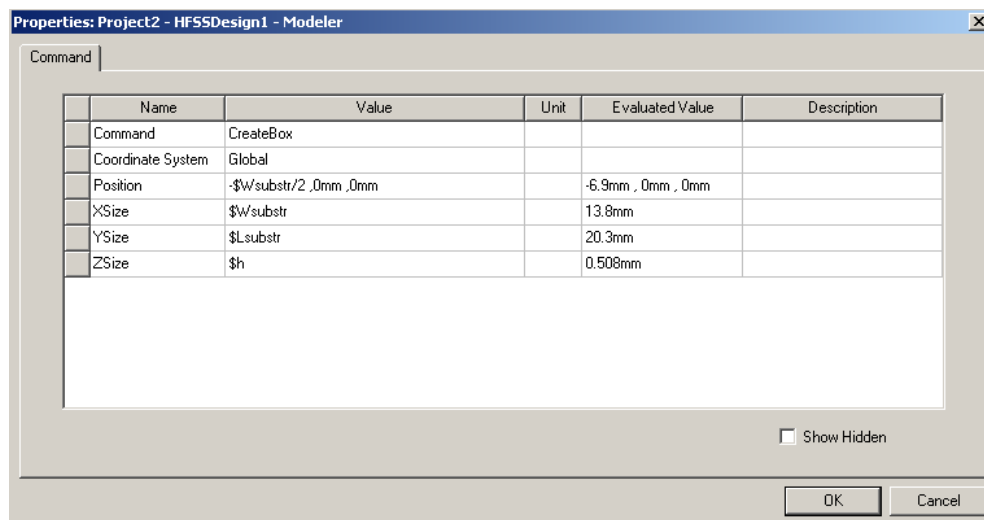 Properties: Project2 - HFSSDesign1 - Modeler
Command
Name Value Unit Evaluated Value Description
Command CreateBox
Coordinate System Global
Position -$Wsubstr/2 ,0mm ,0mm -6.9mm , 0mm , 0mm
XSize $Wsubstr 13.8mm
YSize $Lsubstr 20.3mm
ZSize $h 0.508mm
Show Hidden
OK Cancel